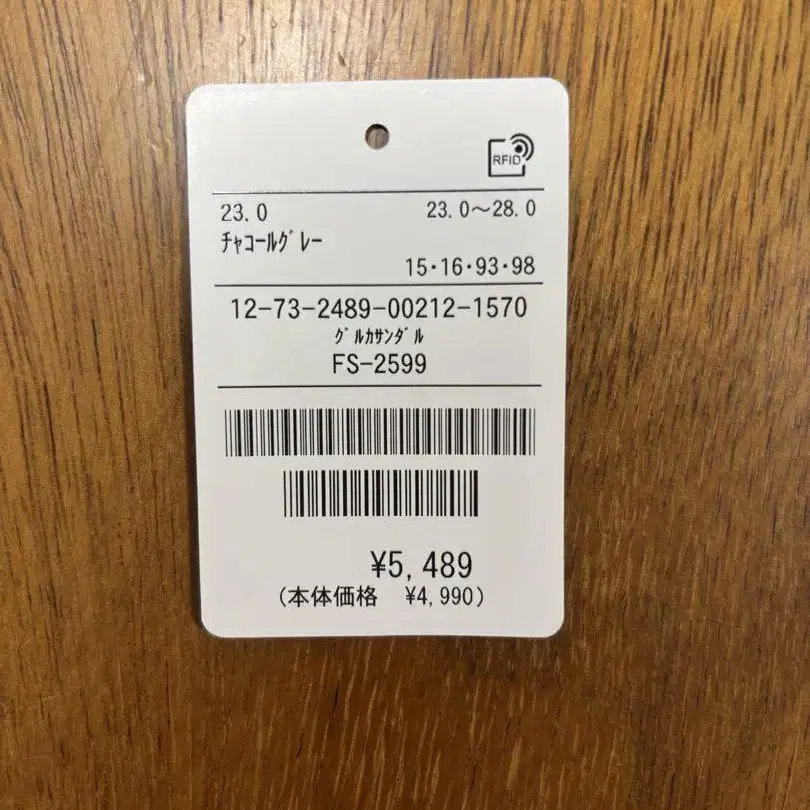 RFID
23.0 23.0～28.0
ﾁｬｺｰﾙｸﾞﾚｰ
15・16・93・98
12-73-2489-00212-1570
ｸﾞﾙｶｻﾝﾀﾞﾙ
FS-2599
¥5,489
(本体価格 ¥4,990)